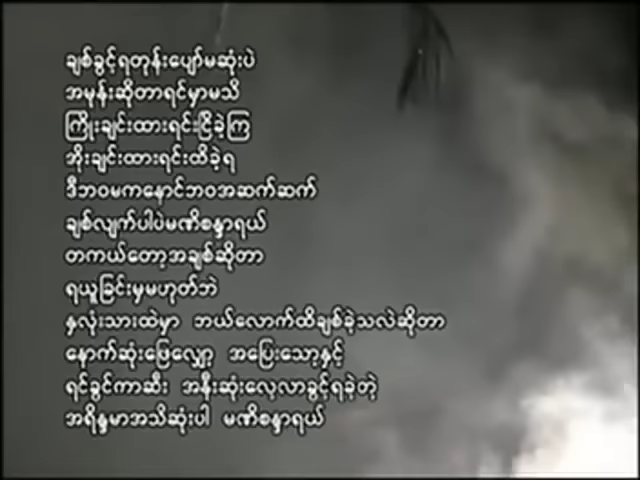 ချစ်ခွင့်ရတုန်းပျော်မဆုံးပဲ
အမုန်းဆိုတာရင်မှာမသိ
ကြိုးချင်းထားရင်းငြိခဲ့ကြ
အိုးချင်းထားရင်းထိခဲ့ရ
ဒီဘဝမကနောင်ဘဝအဆက်ဆက်
ချစ်လျက်ပါပဲမဏိစန္ဒာရယ်
တကယ်တော့အချစ်ဆိုတာ
ရယူခြင်းမှမဟုတ်ဘဲ
နှလုံးသားထဲမှာ ဘယ်လောက်ထိချစ်ခဲ့သလဲဆိုတာ
နောက်ဆုံးဖြေလျှော့ အပြေးသော့နှင့်
ရင်ခွင်ကာဆီး အနီးဆုံးလေ့လာခွင့်ရခဲ့တဲ့
အရိန္ဒမာအသိဆုံးပါ မဏိစန္ဒာရယ်